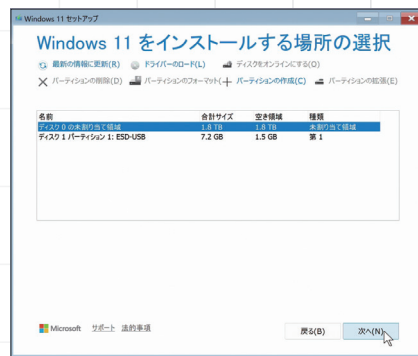 Windows 11 セットアップ
Windows 11 をインストールする場所の選択
最新の情報に更新(R) ドライバーのロード(L) ディスクをオンラインにする(O)
パーティションの削除(D) パーティションのフォーマット( パーティションの作成(C) パーティションの拡張(E)
名前 合計サイズ 空き領域 種類
ディスク 0 の未割り当て領域 1.8 TB 1.8 TB 未割り当て領域
ディスク 1 パーティション 1: ESD-USB 7.2 GB 1.5 GB 第 1
Microsoft サポート 法的事項
戻る(B) 次へ(N)